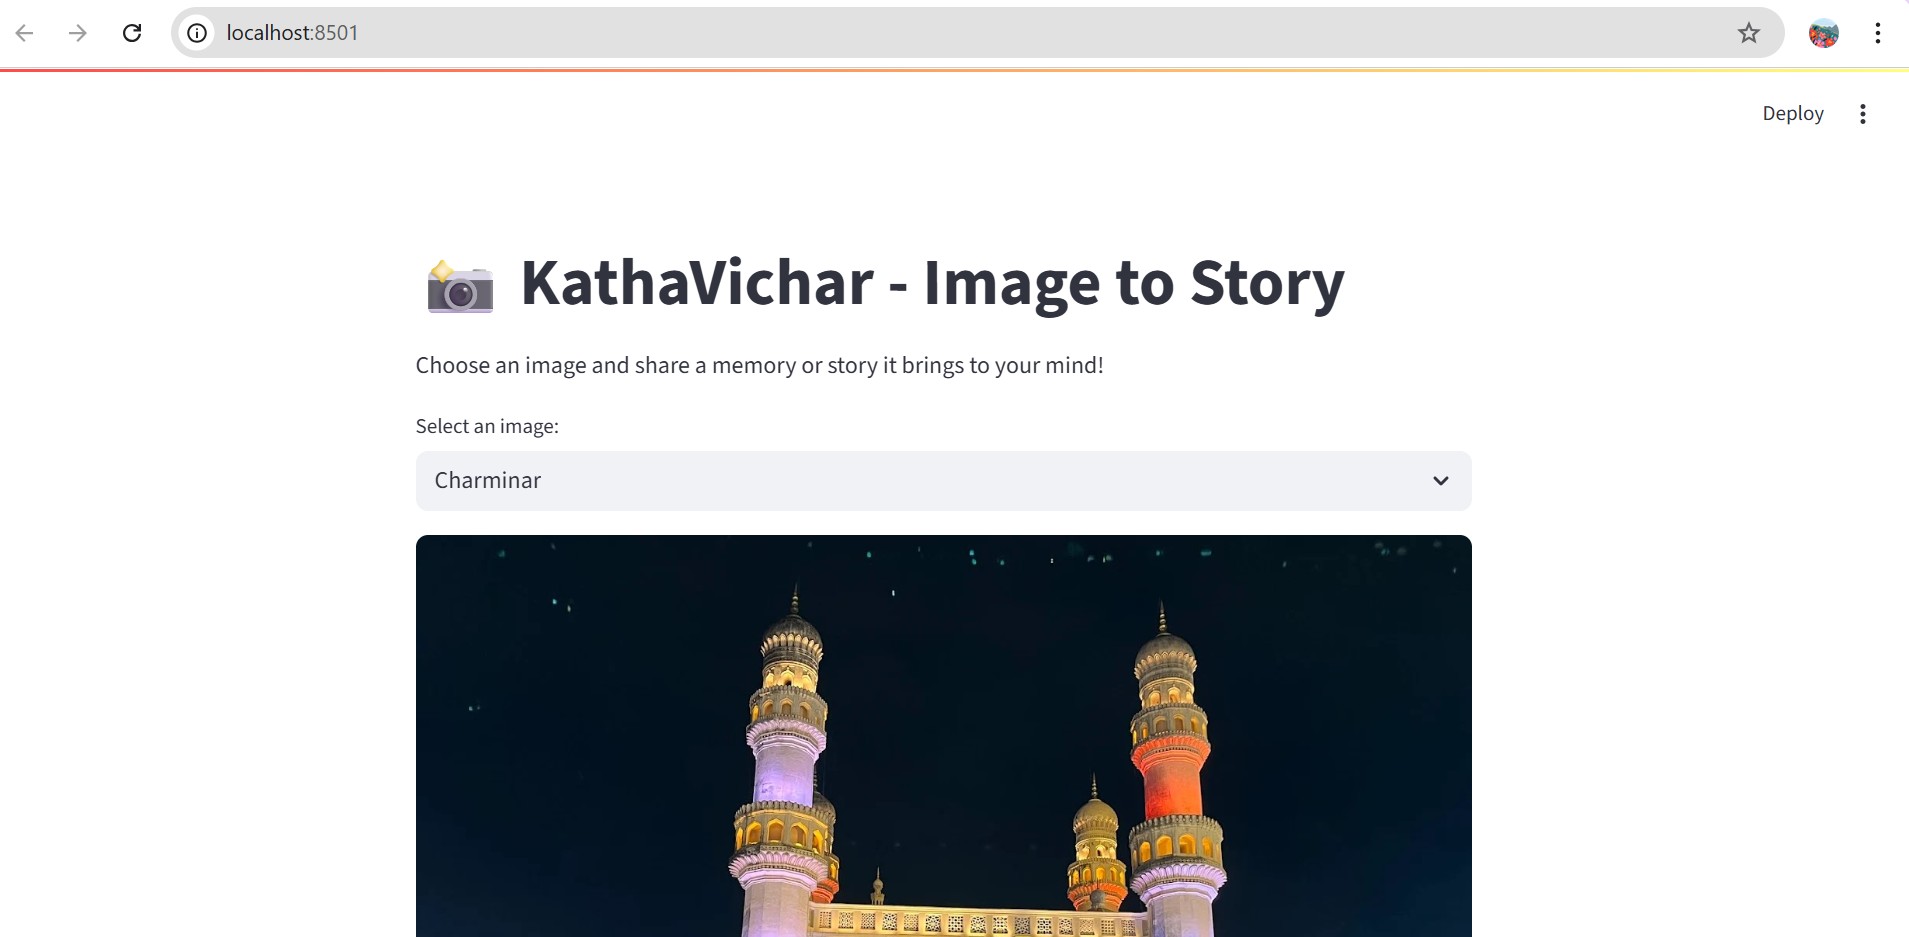 localhost:8501
Deploy
KathaVichar - Image to Story
Choose an image and share a memory or story it brings to your mind!
Select an image:
Charminar